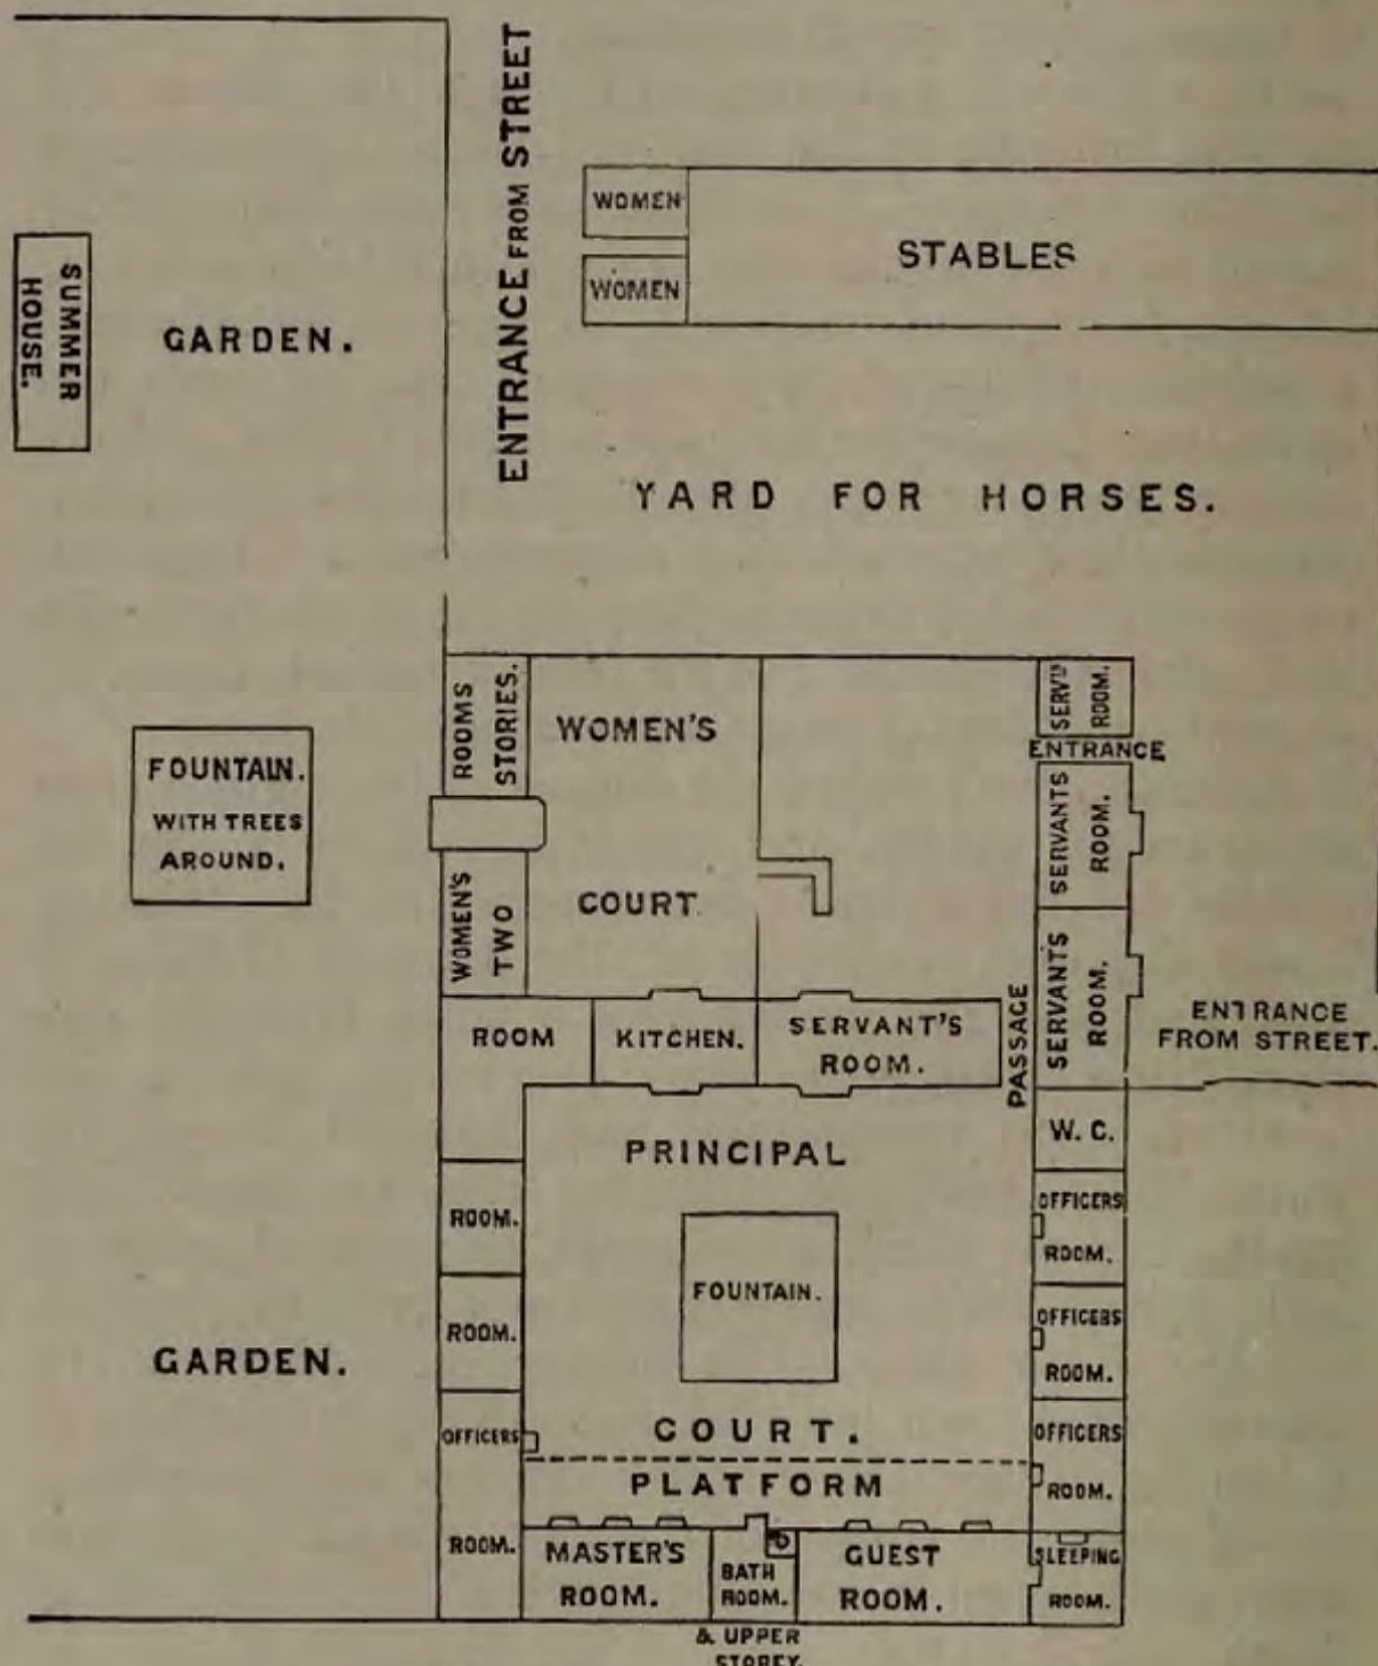 ENTRANCE FROM STREET
WOMEN
STABLES
WOMEN
SUMMER
HOUSE.
GARDEN.
YARD FOR HORSES.
ROOMS
STORIES.
WOMEN'S
ROOM.
ENTRANCE
FOUNTAIN.
WITH TREES
AROUND.
SERVANTS
ROOM.
WOMEN'S
TWO
COURT
SERVANTS
ROOM.
PASSAGE
ENTRANCE
FROM STREET.
ROOM
KITCHEN.
SERVANT'S
ROOM.
W. C.
PRINCIPAL
OFFICERS
ROOM.
ROOM.
FOUNTAIN.
ROOM.
OFFICERS
ROOM.
GARDEN.
OFFICERS
COURT.
OFFICERS
ROOM.
PLATFORM
ROOM.
MASTER'S
ROOM.
BATH
ROOM.
GUEST
ROOM.
SLEEPING
ROOM.
& UPPER
STOREY.